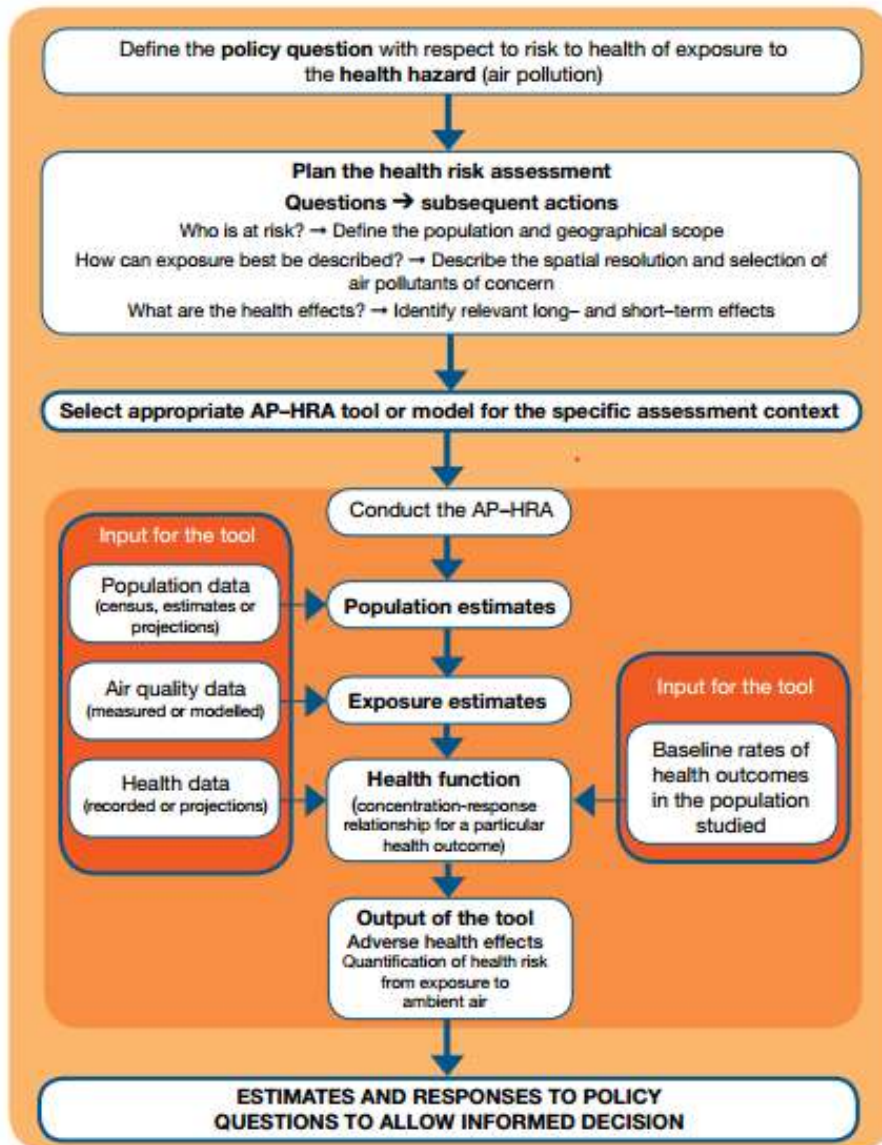 Define the policy question with respect to risk to health of exposure to
the health hazard (air pollution)
Plan the health risk assessment
Questions ➔ subsequent actions
Who is at risk? → Define the population and geographical scope
How can exposure best be described? → Describe the spatial resolution and selection of
air pollutants of concern
What are the health effects? → Identify relevant long– and short–term effects
Select appropriate AP–HRA tool or model for the specific assessment context
Conduct the AP–HRA
Input for the tool
Population data
(census, estimates or
projections)
Population estimates
Air quality data
(measured or modelled)
Exposure estimates
Health data
(recorded or projections)
Health function
(concentration-response
relationship for a particular
health outcome)
Input for the tool
Baseline rates of
health outcomes
in the population
studied
Output of the tool
Adverse health effects
Quantification of health risk
from exposure to
ambient air
ESTIMATES AND RESPONSES TO POLICY
QUESTIONS TO ALLOW INFORMED DECISION